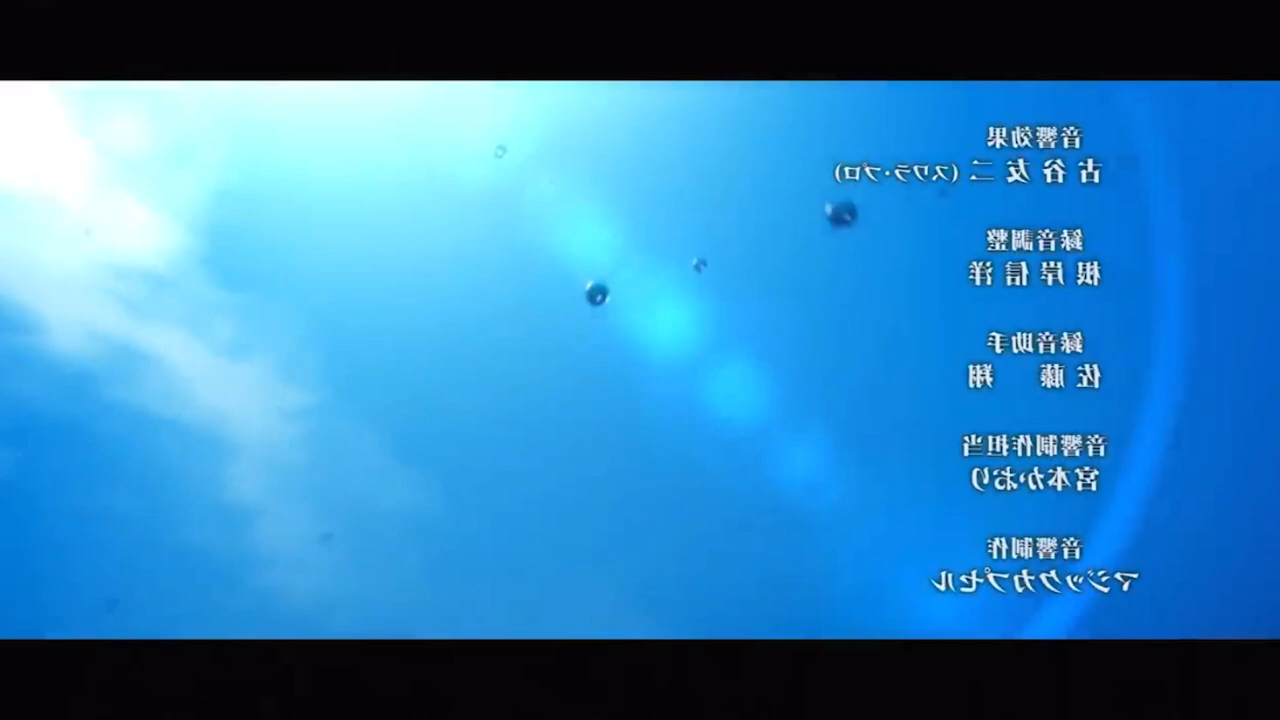 音響効果
古谷友二 (スワラ・プロ)
録音調整
根岸信洋
録音助手
佐藤 翔
音響制作担当
宮本かおり
音響制作
マジックカプセル